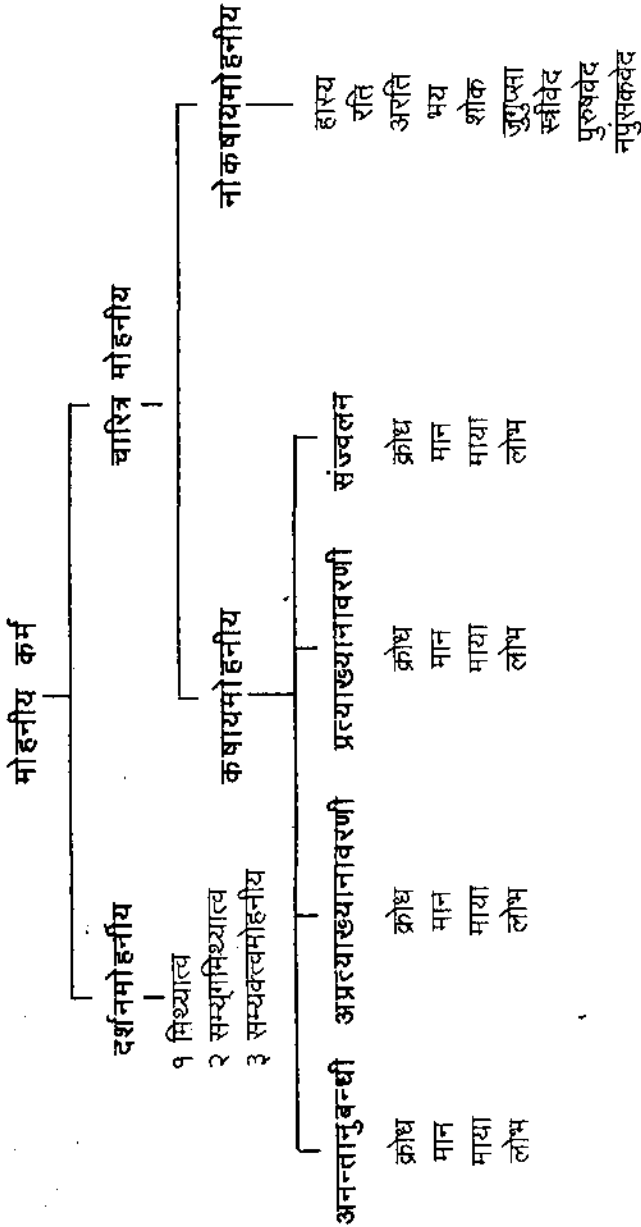 मोहनीय कर्म
दर्शनमोहनीय
१ मिथ्यात्व
२ सम्यग्मिथ्यात्व
३ सम्यक्त्वमोहनीय
चारित्र मोहनीय
कषायमोहनीय
अनन्तानुबन्धी
क्रोध
मान
माया
लोभ
अप्रत्याख्यानावरणी
क्रोध
मान
माया
लोभ
प्रत्याख्यानावरणी
क्रोध
मान
माया
लोभ
संज्वलन
क्रोध
मान
माया
लोभ
नोकषायमोहनीय
हास्य
रति
अरति
भय
शोक
जुगुप्सा
स्त्रीवेद
पुरुषवेद
नपुंसकवेद